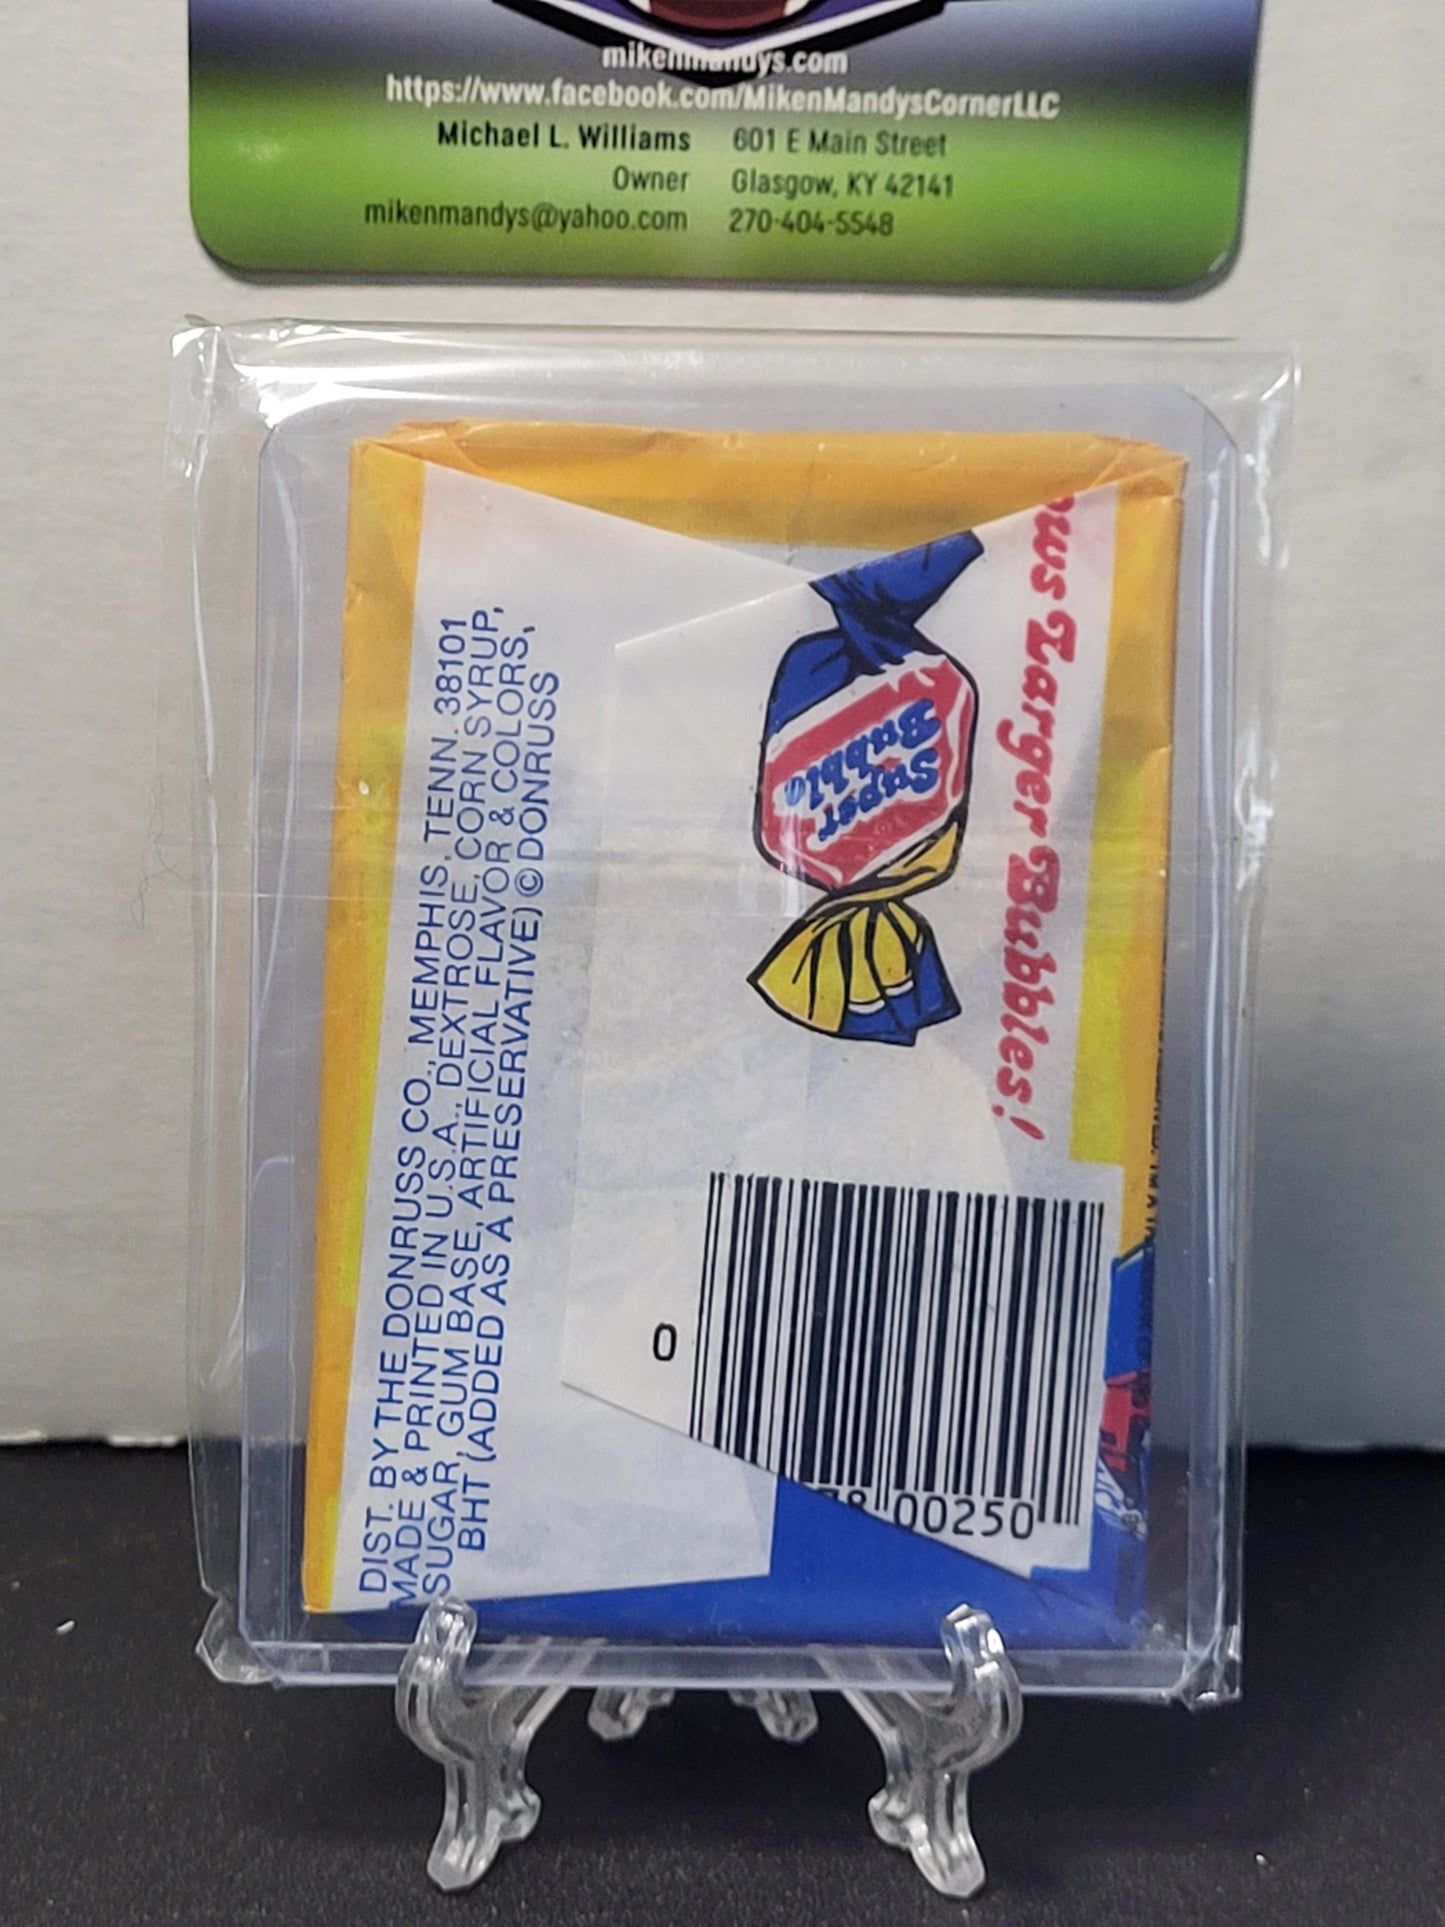 mikenmandys.com
https://www.facebook.com/MikenMandysCornerLLC
Michael L. Williams
Owner
mikenmandys@yahoo.com
601 E Main Street
Glasgow, KY 42141
270-404-5548
DIST. BY THE DONRUSS CO., MEMPHIS, TENN. 38101
MADE & PRINTED IN U.S.A., DEXTROSE, CORN SYRUP,
SUGAR, GUM BASE, ARTIFICIAL FLAVOR & COLORS,
BHT (ADDED AS A PRESERVATIVE) © DONRUSS
Super
Bubble
ows Larger Bubbles!
0
78 00250